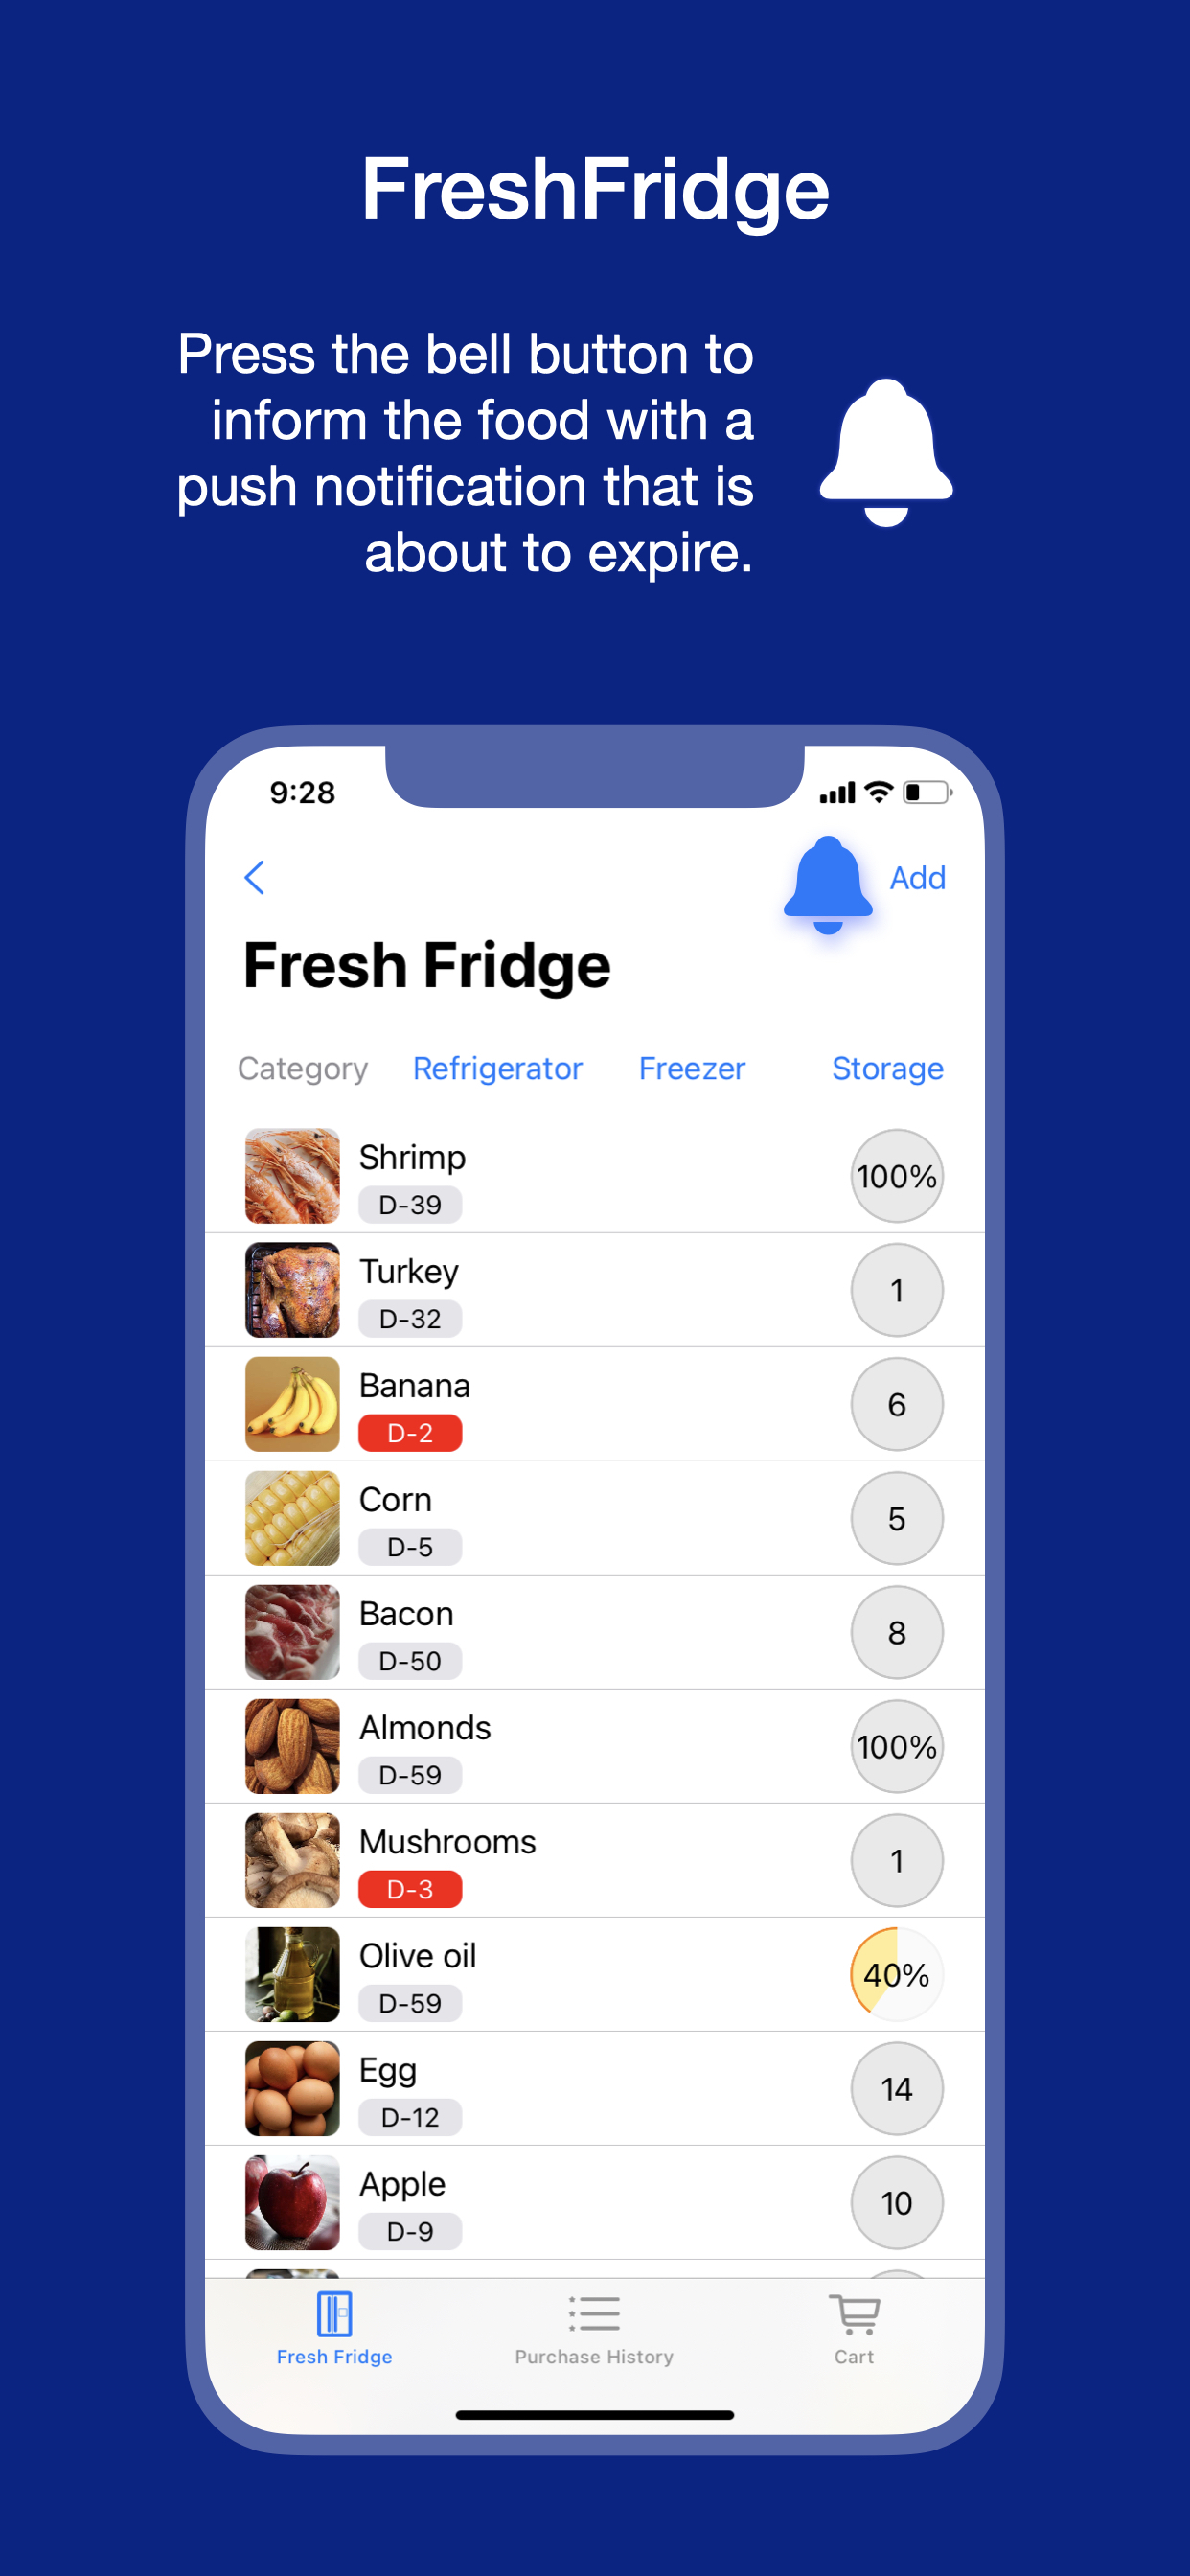 FreshFridge
Press the bell button to
inform the food with a
push notification that is
about to expire.
9:28
Add
Fresh Fridge
Category Refrigerator Freezer Storage
Shrimp
D-39
100%
Turkey
D-32
1
Banana
D-2
6
Corn
D-5
5
Bacon
D-50
8
Almonds
D-59
100%
Mushrooms
D-3
1
Olive oil
D-59
40%
Egg
D-12
14
Apple
D-9
10
Fresh Fridge Purchase History Cart